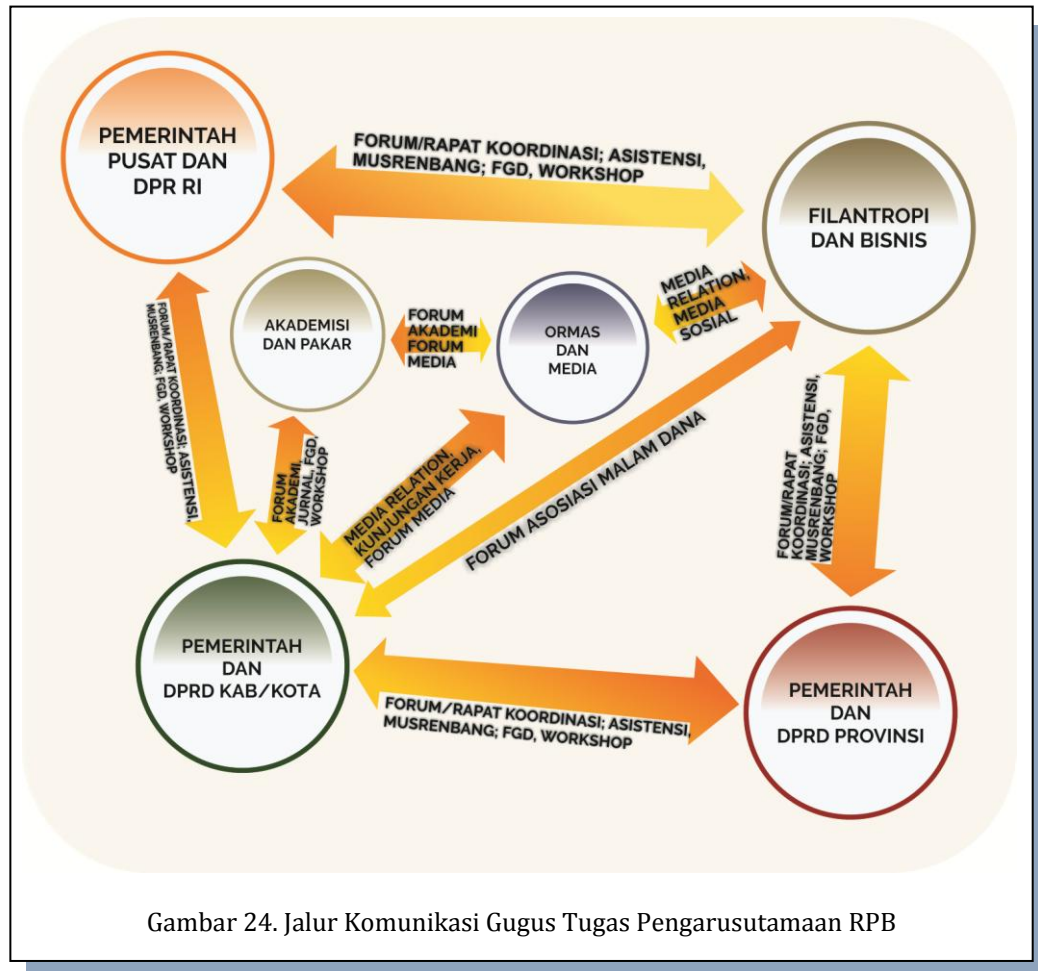 PEMERINTAH
PUSAT DAN
DPR RI
FORUM/RAPAT KOORDINASI; ASISTENSI,
MUSRENBANG; FGD, WORKSHOP
FILANTROPI
DAN BISNIS
AKADEMISI
DAN PAKAR
FORUM
AKADEMI
FORUM
MEDIA
ORMAS
DAN
MEDIA
MEDIA
RELATION,
MEDIA
SOSIAL
FORUM/RAPAT KOORDINASI; ASISTENSI,
MUSRENBANG; FGD, WORKSHOP
FORUM
AKADEMI,
JURNAL, FGD,
WORKSHOP
MEDIA RELATION,
KUNJUNGAN KERJA,
FORUM MEDIA
FORUM ASOSIASI MALAM DANA
FORUM/RAPAT
KOORDINASI; ASISTENSI,
MUSRENBANG; FGD,
WORKSHOP
PEMERINTAH
DAN
DPRD KAB/KOTA
FORUM/RAPAT KOORDINASI; ASISTENSI,
MUSRENBANG; FGD, WORKSHOP
PEMERINTAH
DAN
DPRD PROVINSI
Gambar 24. Jalur Komunikasi Gugus Tugas Pengarusutamaan RPB